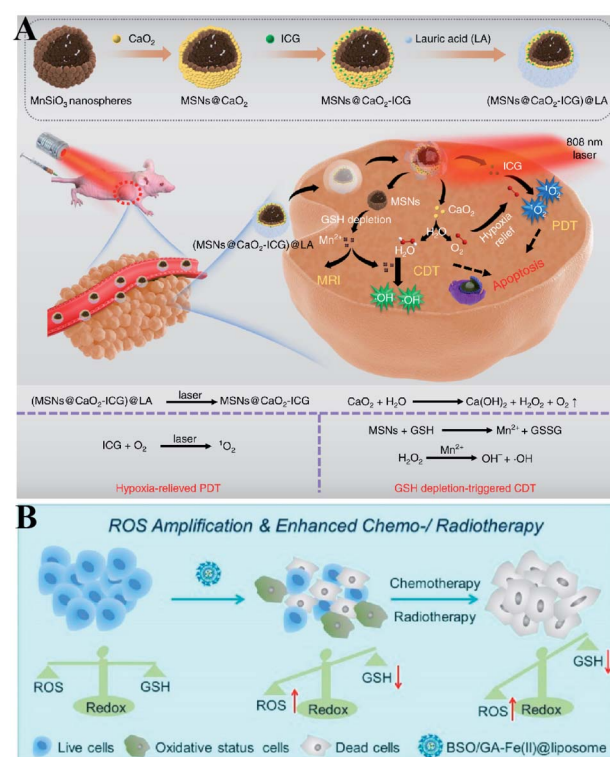 A
CaO₂
ICG
Lauric acid (LA)
MnSiO₃ nanospheres
MSNs@CaO₂
MSNs@CaO₂-ICG
(MSNs@CaO₂-ICG)@LA
808 nm
laser
ICG
¹O₂
¹O₂
MSNs
CaO₂
GSH depletion
H₂O
Hypoxia
relief
PDT
(MSNs@CaO₂-ICG)@LA
Mn²⁺
H₂O₂
O₂
MRI
CDT
Apoptosis
·OH
·OH
(MSNs@CaO₂-ICG)@LA laser MSNs@CaO₂-ICG
CaO₂ + H₂O Ca(OH)₂ + H₂O₂ + O₂ ↑
ICG + O₂ laser ¹O₂
MSNs + GSH Mn²⁺ + GSSG
H₂O₂ Mn²⁺ OH⁻ + ·OH
Hypoxia-relieved PDT
GSH depletion-triggered CDT
B
ROS Amplification & Enhanced Chemo-/ Radiotherapy
Chemotherapy
Radiotherapy
ROS
GSH
Redox
ROS
GSH
Redox
ROS
GSH
Redox
Live cells
Oxidative status cells
Dead cells
BSO/GA-Fe(II)@liposome